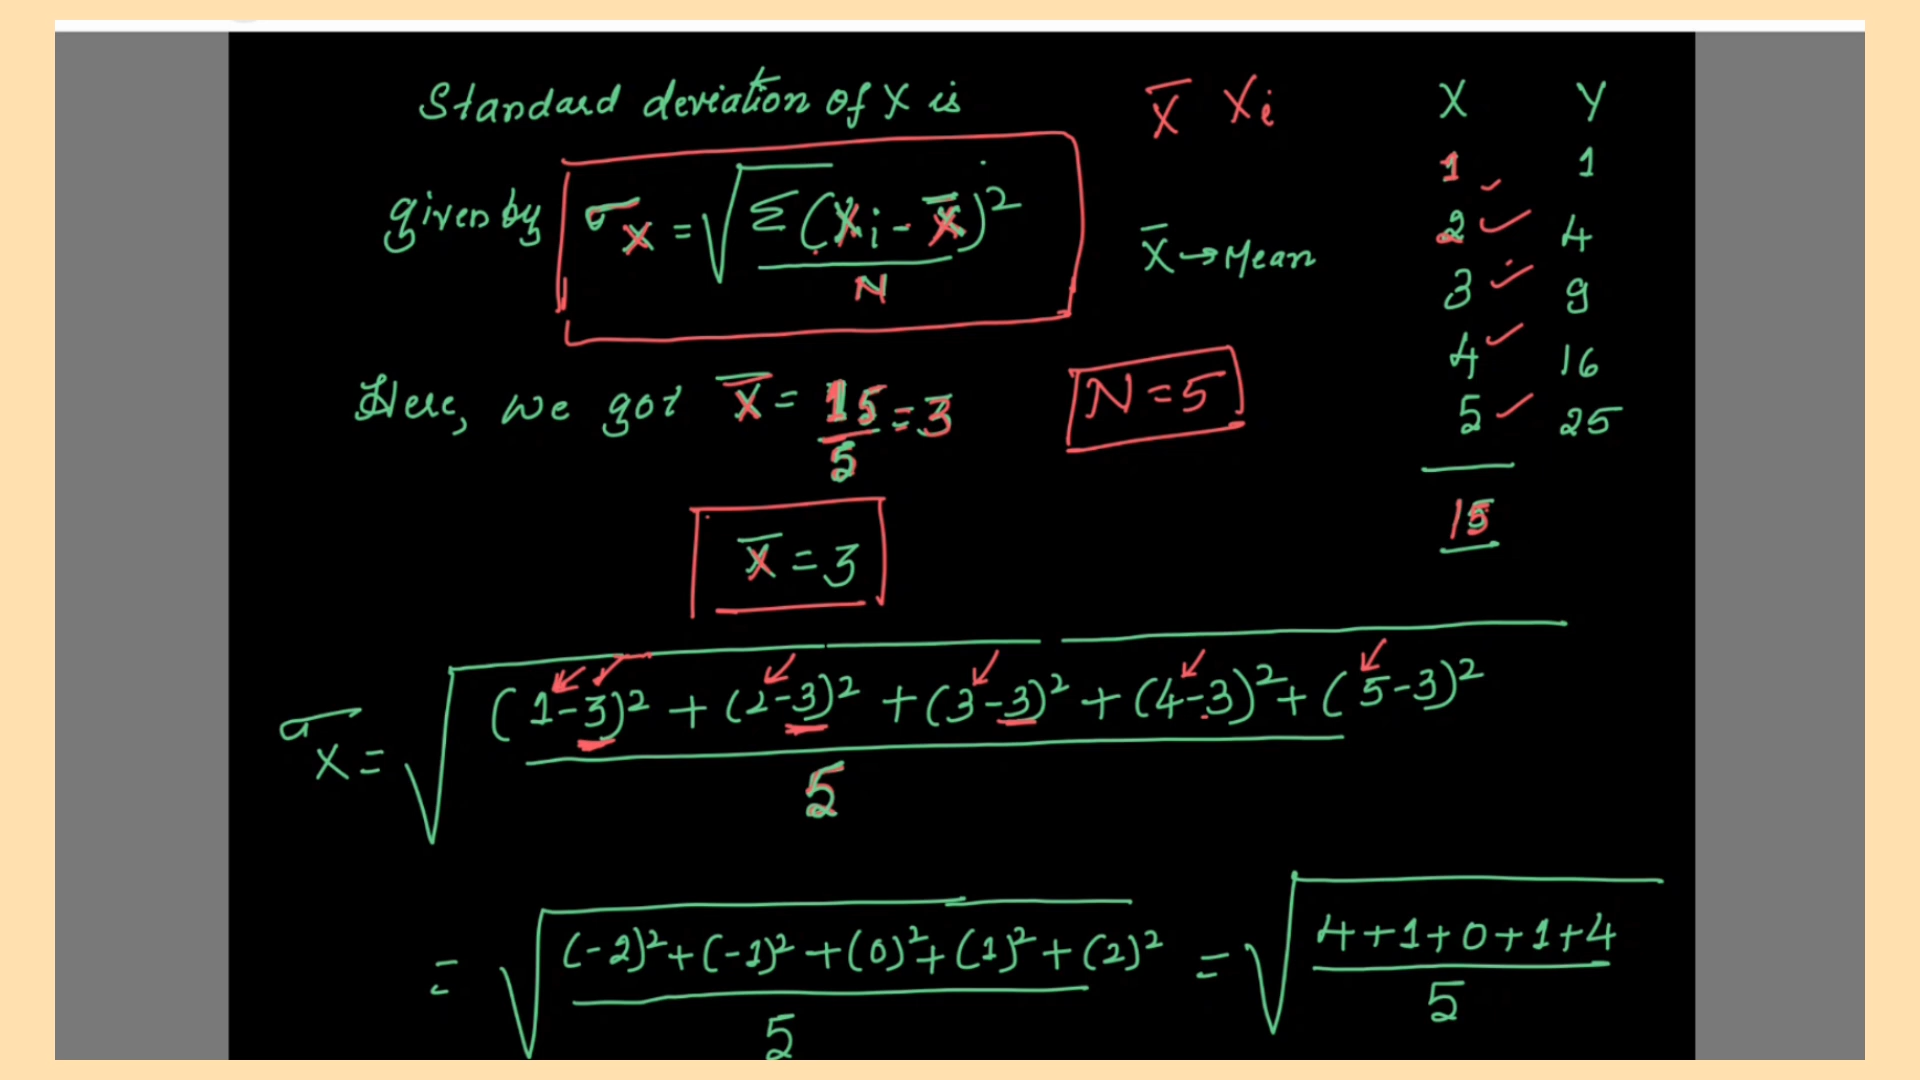 Standard deviation of X is
given by σx = √(Σ(Xi - X̄)²/N)
X̄ Xi
X̄ → Mean
X Y
1 1
2 4
3 9
4 16
5 25
15
Here, we got X̄ = 15/5 = 3
N = 5
X̄ = 3
σx = √(((1-3)² + (2-3)² + (3-3)² + (4-3)² + (5-3)²)/5)
= √(((-2)² + (-1)² + (0)² + (1)² + (2)²)/5) = √((4+1+0+1+4)/5)